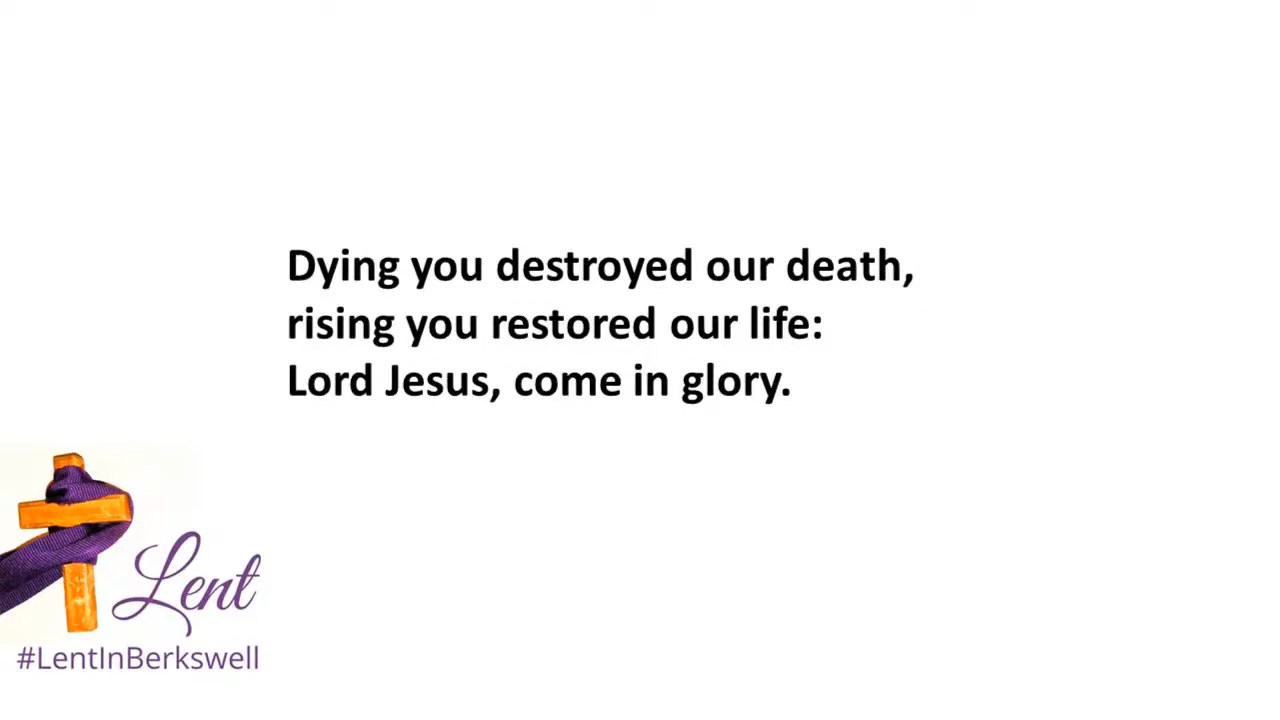 Dying you destroyed our death,
rising you restored our life:
Lord Jesus, come in glory.
Lent
#LentInBerkswell